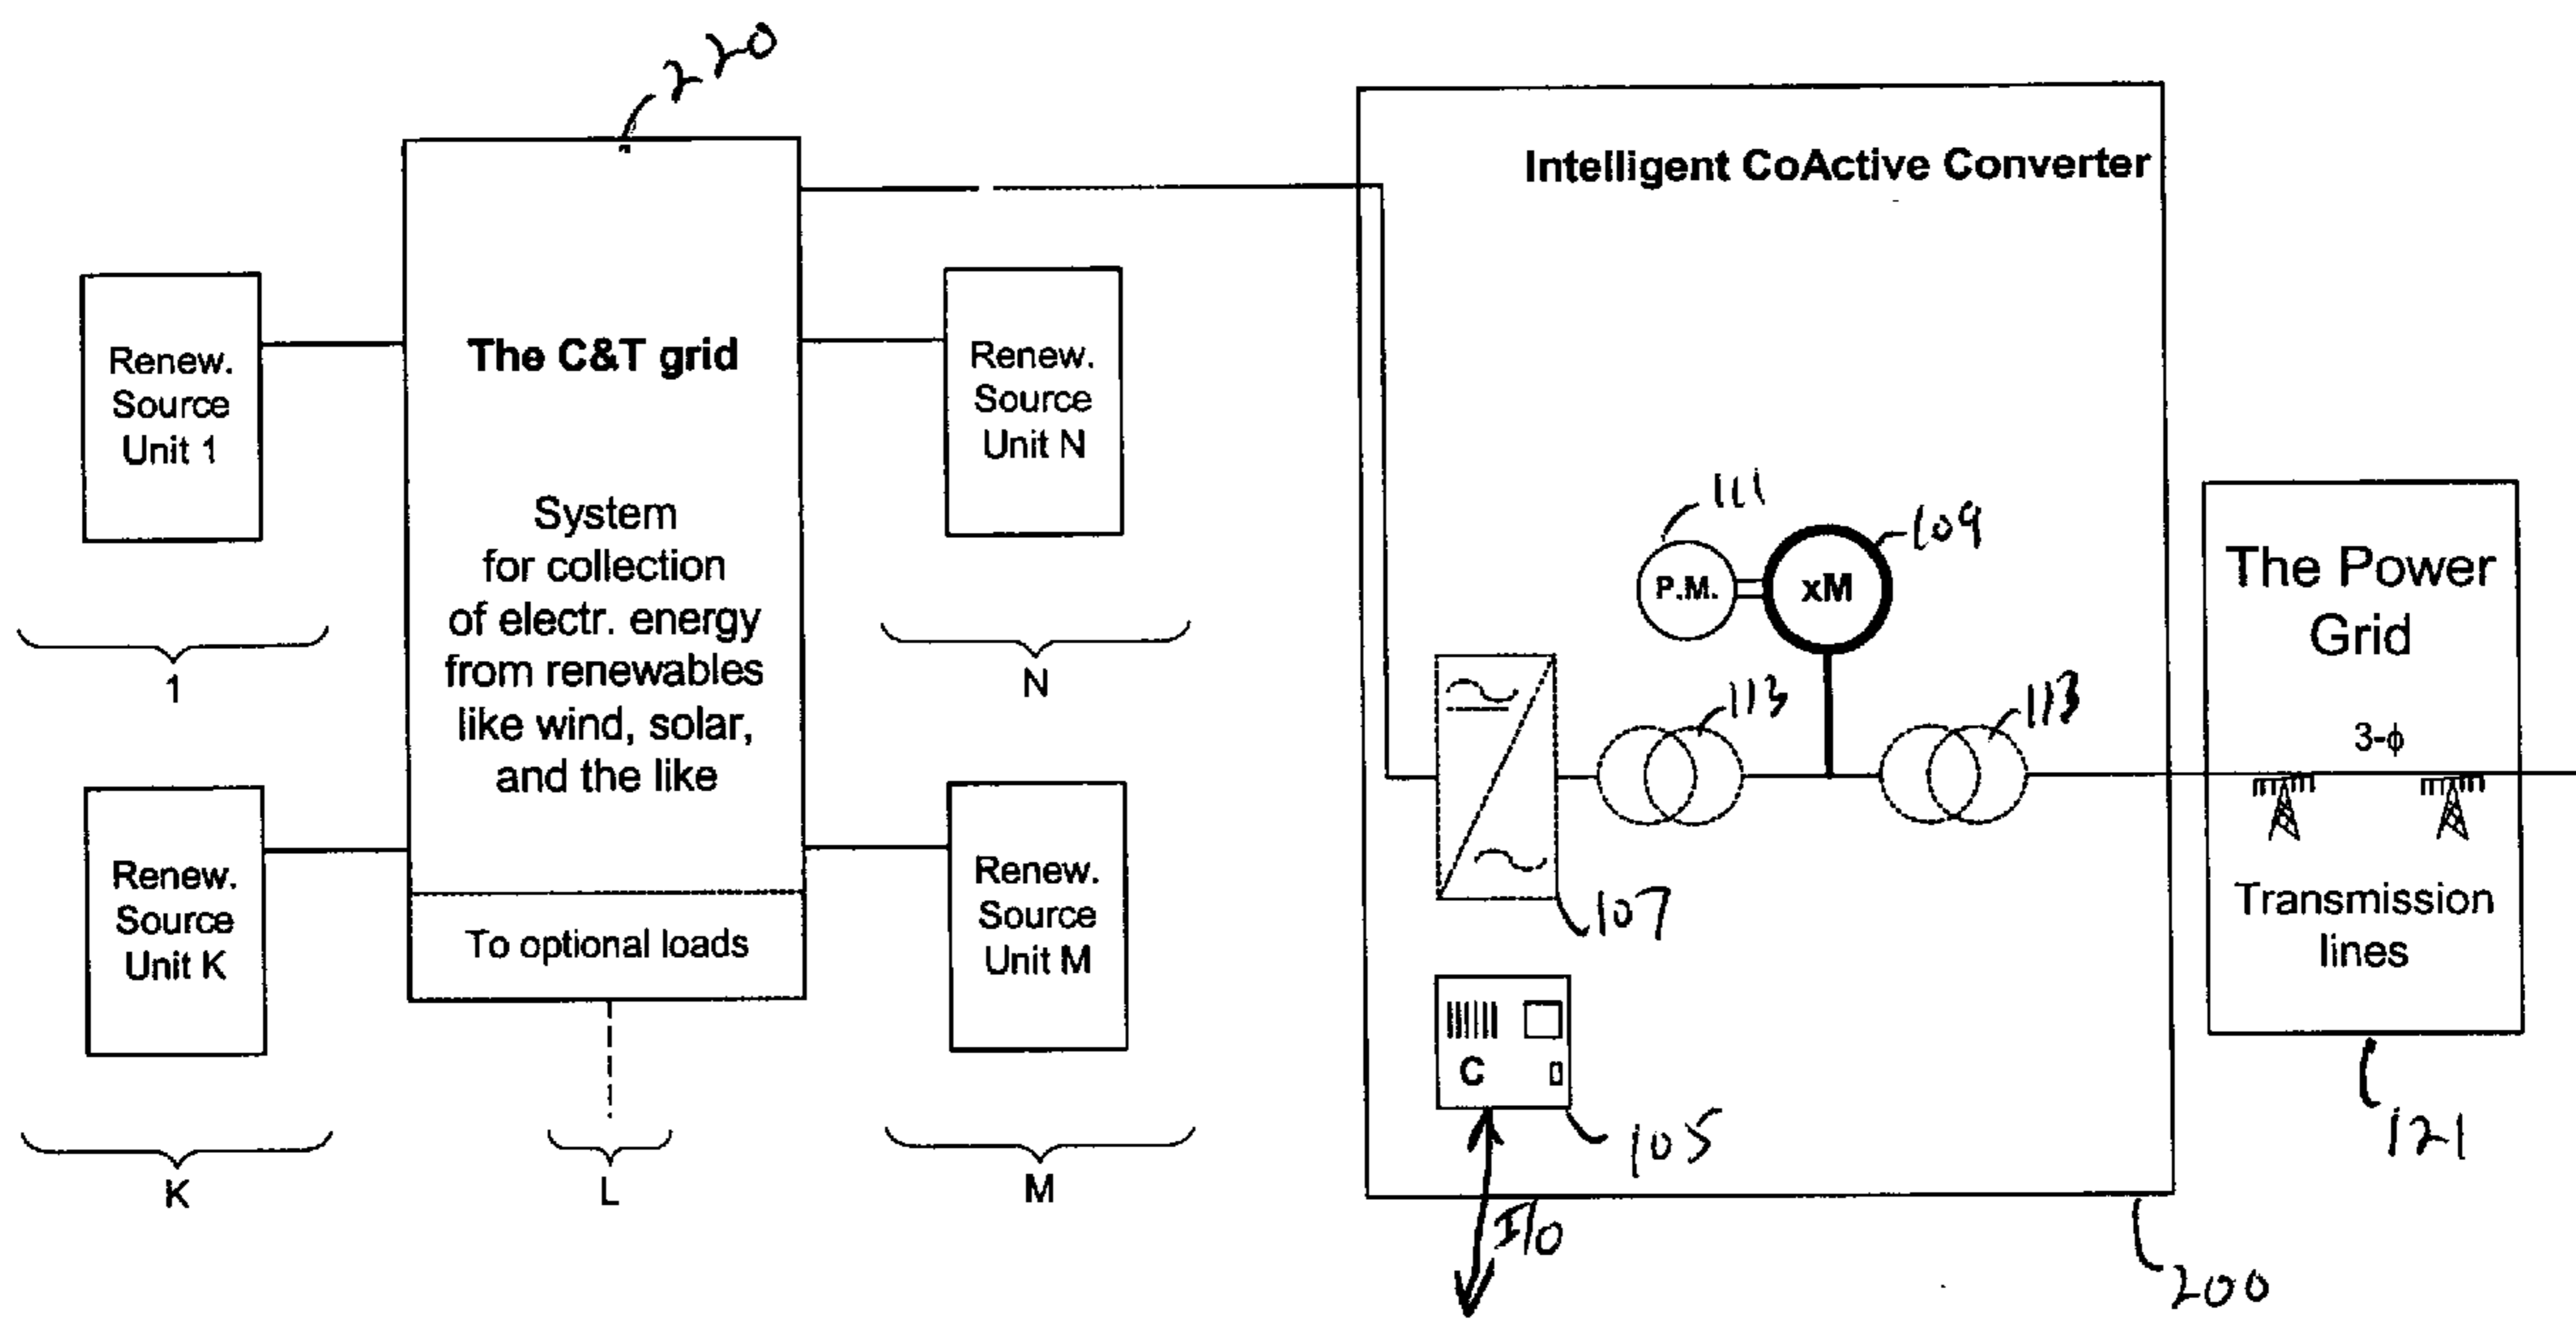 220
Intelligent CoActive Converter
Renew.
Source
Unit 1
1
Renew.
Source
Unit K
K
The C&T grid
System
for collection
of electr. energy
from renewables
like wind, solar,
and the like
To optional loads
L
Renew.
Source
Unit N
N
Renew.
Source
Unit M
M
111
109
P.M.
xM
113
113
107
C
105
I/O
200
The Power
Grid
3-ϕ
Transmission
lines
121